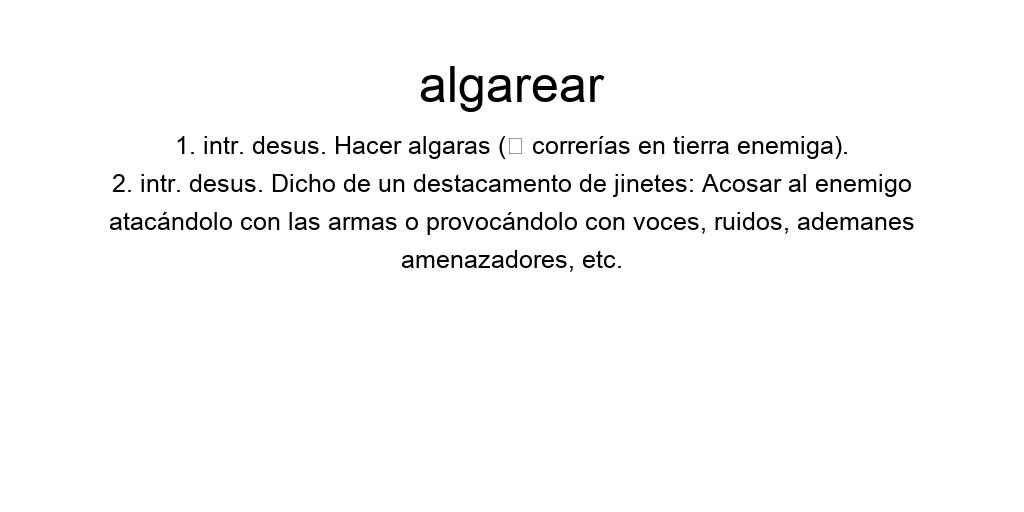 algarear
1. intr. desus. Hacer algaras (□ correrías en tierra enemiga).
2. intr. desus. Dicho de un destacamento de jinetes: Acosar al enemigo
atacándolo con las armas o provocándolo con voces, ruidos, ademanes
amenazadores, etc.